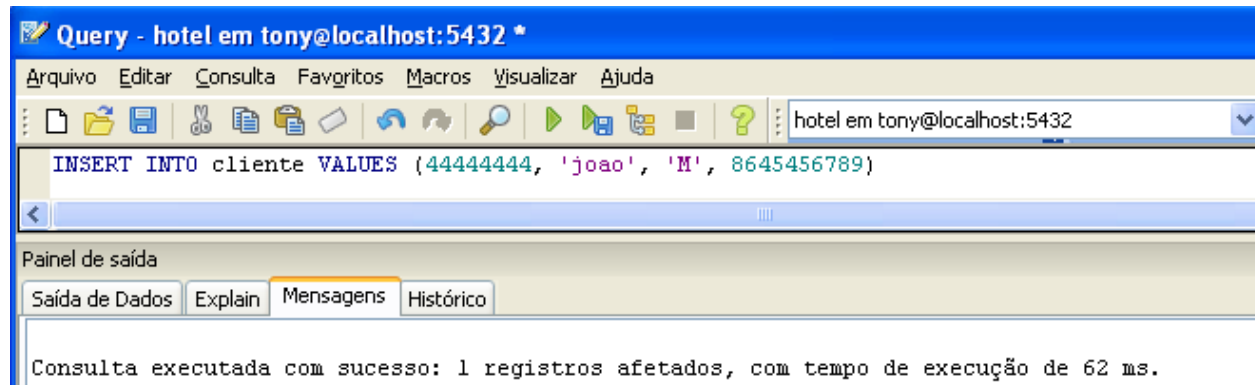 Query - hotel em tony@localhost:5432 *
Arquivo Editar Consulta Favoritos Macros Visualizar Ajuda
hotel em tony@localhost:5432
INSERT INTO cliente VALUES (44444444, 'joao', 'M', 8645456789)
Painel de saída
Saída de Dados Explain Mensagens Histórico
Consulta executada com sucesso: 1 registros afetados, com tempo de execução de 62 ms.